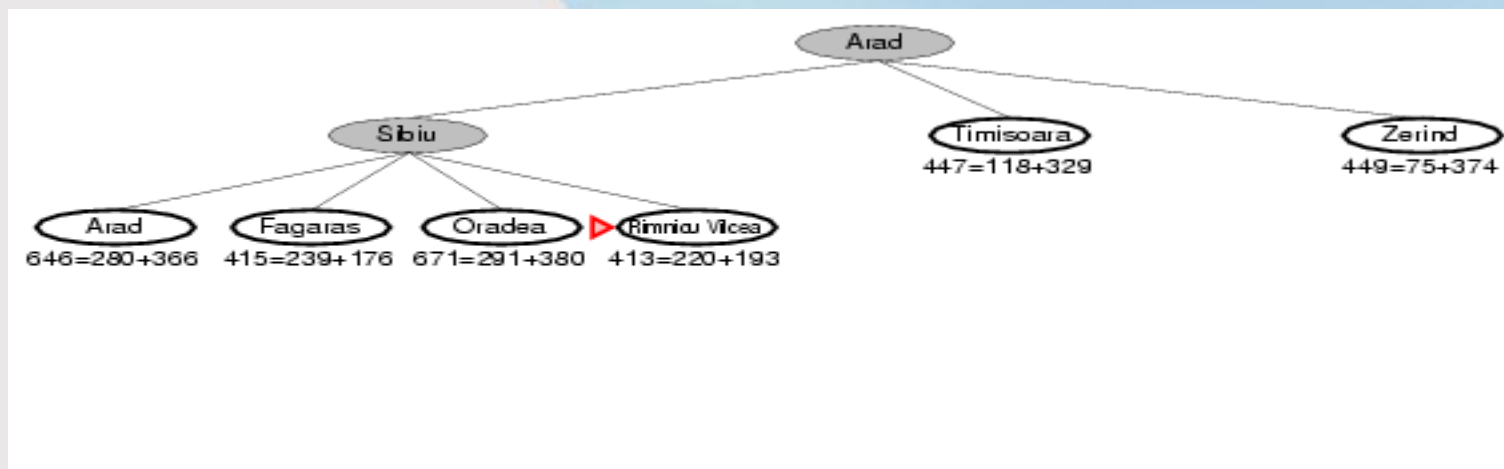 Arad
Sibiu Timisoara Zerind
447=118+329 449=75+374
Arad Fagaras Oradea Rimnicu Vilcea
646=280+366 415=239+176 671=291+380 413=220+193